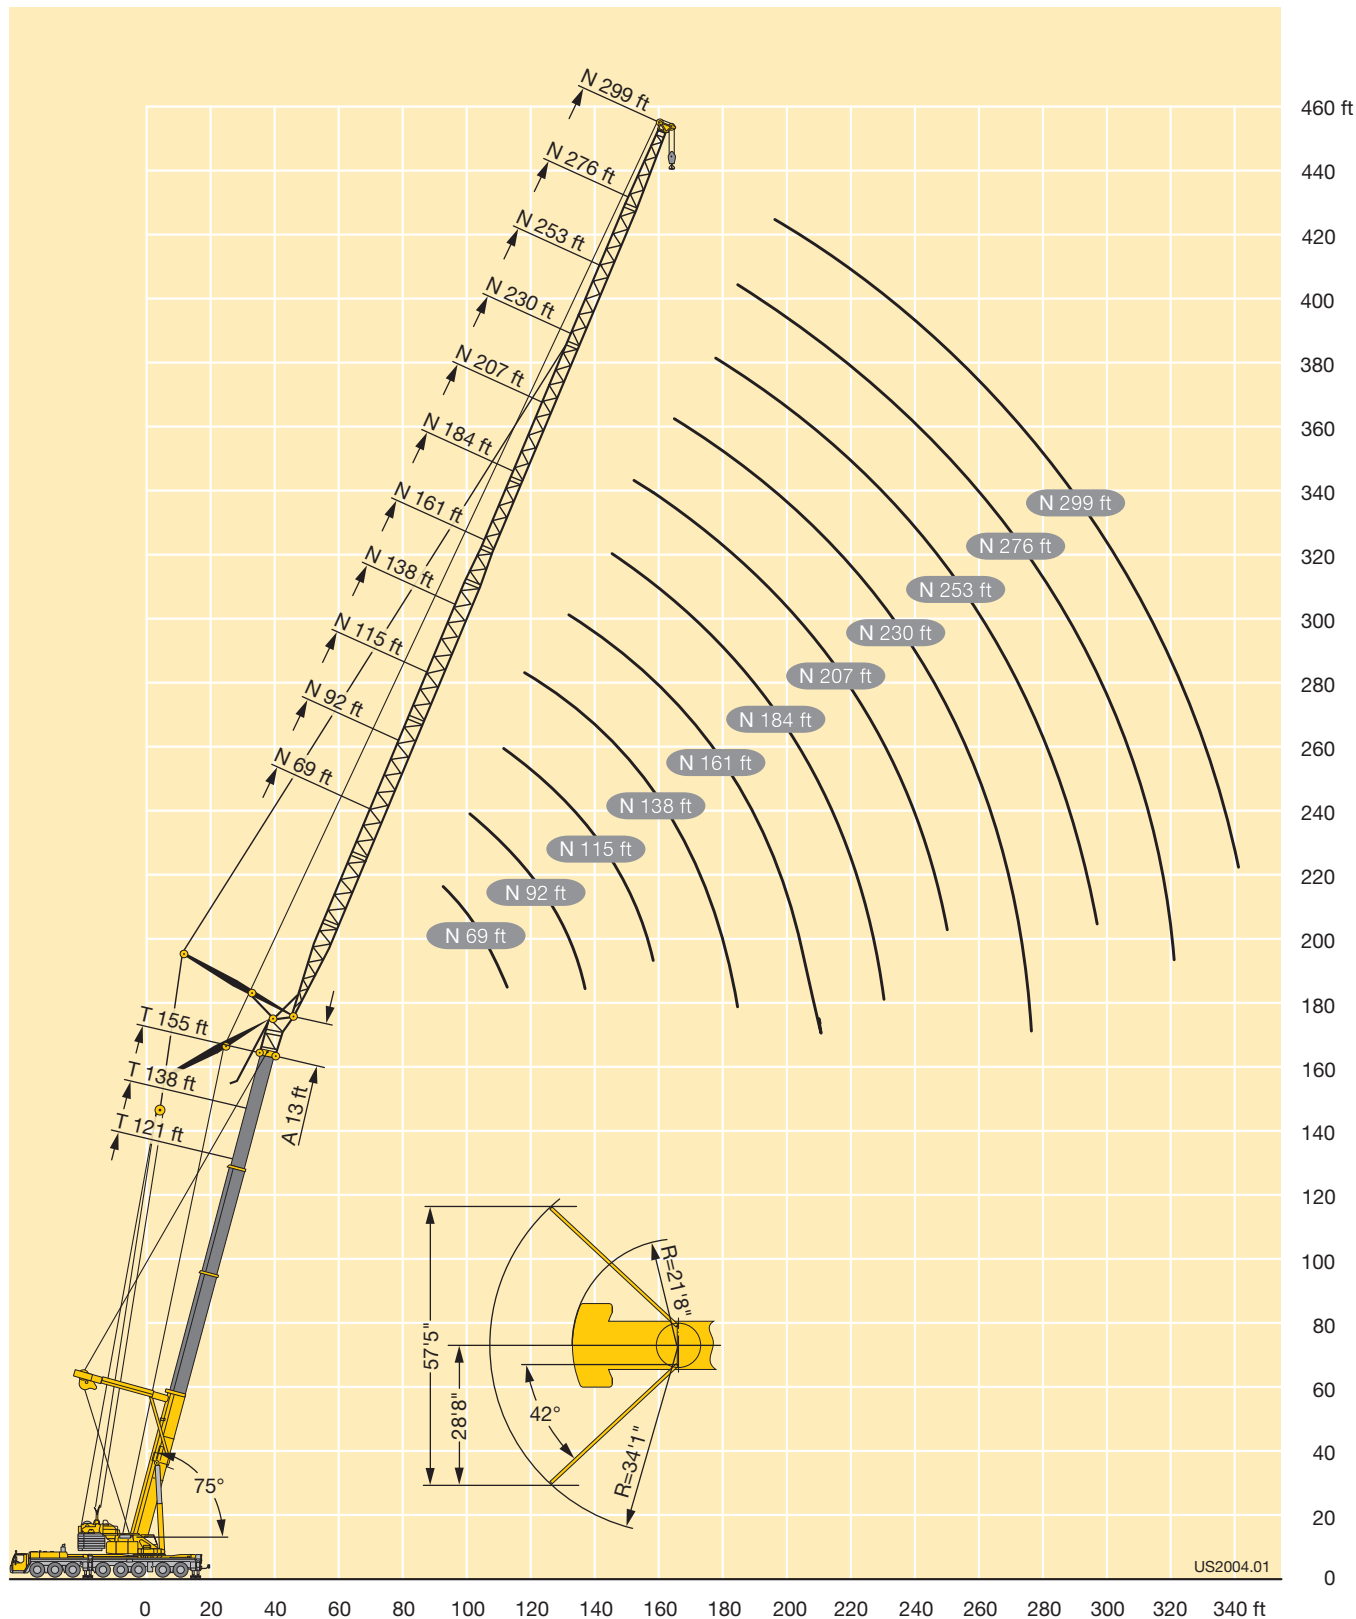 N 299 ft
N 276 ft
N 253 ft
N 230 ft
N 207 ft
N 184 ft
N 161 ft
N 138 ft
N 115 ft
N 92 ft
N 69 ft
T 155 ft
T 138 ft
T 121 ft
A 13 ft
75°
N 299 ft
N 276 ft
N 253 ft
N 230 ft
N 207 ft
N 184 ft
N 161 ft
N 138 ft
N 115 ft
N 92 ft
N 69 ft
57'5"
28'8"
42°
R=21'8"
R=34'1"
460 ft
440
420
400
380
360
340
320
300
280
260
240
220
200
180
160
140
120
100
80
60
40
20
0
US2004.01
0 20 40 60 80 100 120 140 160 180 200 220 240 260 280 300 320 340 ft